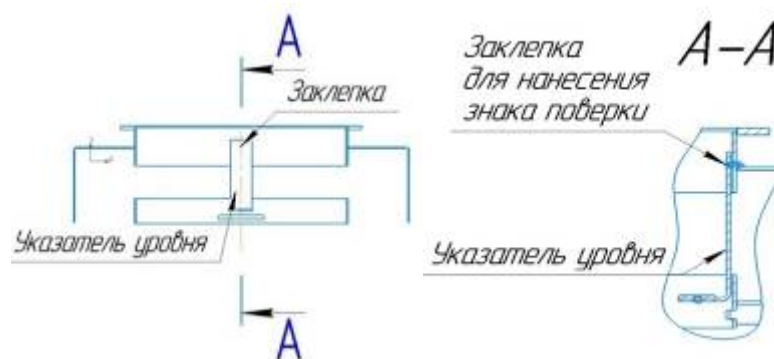 А
Заклепка
Указатель уровня
А
Заклепка
для нанесения
знака поверки
А-А
Указатель уровня